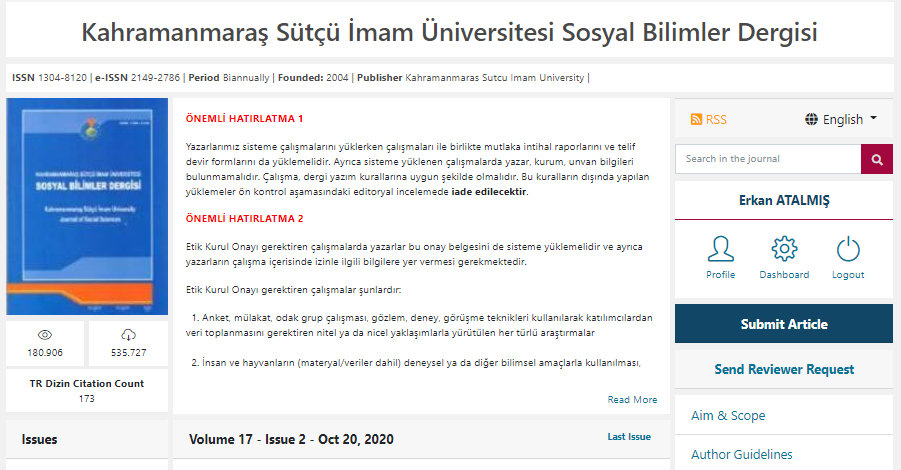 Kahramanmaraş Sütçü İmam Üniversitesi Sosyal Bilimler Dergisi
ISSN 1304-8120 | e-ISSN 2149-2786 | Period Biannually | Founded: 2004 | Publisher Kahramanmaras Sutcu Imam University |
KAHRAMANMARAŞ SÜTÇÜ İMAM ÜNİVERSİTESİ
SOSYAL BİLİMLER DERGİSİ
Kahramanmaraş Sütçü İmam University
Journal of Social Sciences
180.906
535.727
TR Dizin Citation Count
173
Issues
ÖNEMLİ HATIRLATMA 1
Yazarlarımız sisteme çalışmalarını yüklerken çalışmaları ile birlikte mutlaka intihal raporlarını ve telif
devir formlarını da yüklemelidir. Ayrıca sisteme yüklenen çalışmalarda yazar, kurum, unvan bilgileri
bulunmamalıdır. Çalışma, dergi yazım kurallarına uygun şekilde olmalıdır. Bu kuralların dışında yapılan
yüklemeler ön kontrol aşamasındaki editoryal incelemede iade edilecektir.
ÖNEMLİ HATIRLATMA 2
Etik Kurul Onayı gerektiren çalışmalarda yazarlar bu onay belgesini de sisteme yüklemelidir ve ayrıca
yazarların çalışma içerisinde izinle ilgili bilgilere yer vermesi gerekmektedir.
Etik Kurul Onayı gerektiren çalışmalar şunlardır:
1. Anket, mülakat, odak grup çalışması, gözlem, deney, görüşme teknikleri kullanılarak katılımcılardan
veri toplanmasını gerektiren nitel ya da nicel yaklaşımlarla yürütülen her türlü araştırmalar
2. İnsan ve hayvanların (materyal/veriler dahil) deneysel ya da diğer bilimsel amaçlarla kullanılması,
Read More
Volume 17 - Issue 2 - Oct 20, 2020
Last Issue
RSS
English
Search in the journal
Erkan ATALMIŞ
Profile
Dashboard
Logout
Submit Article
Send Reviewer Request
Aim & Scope
Author Guidelines